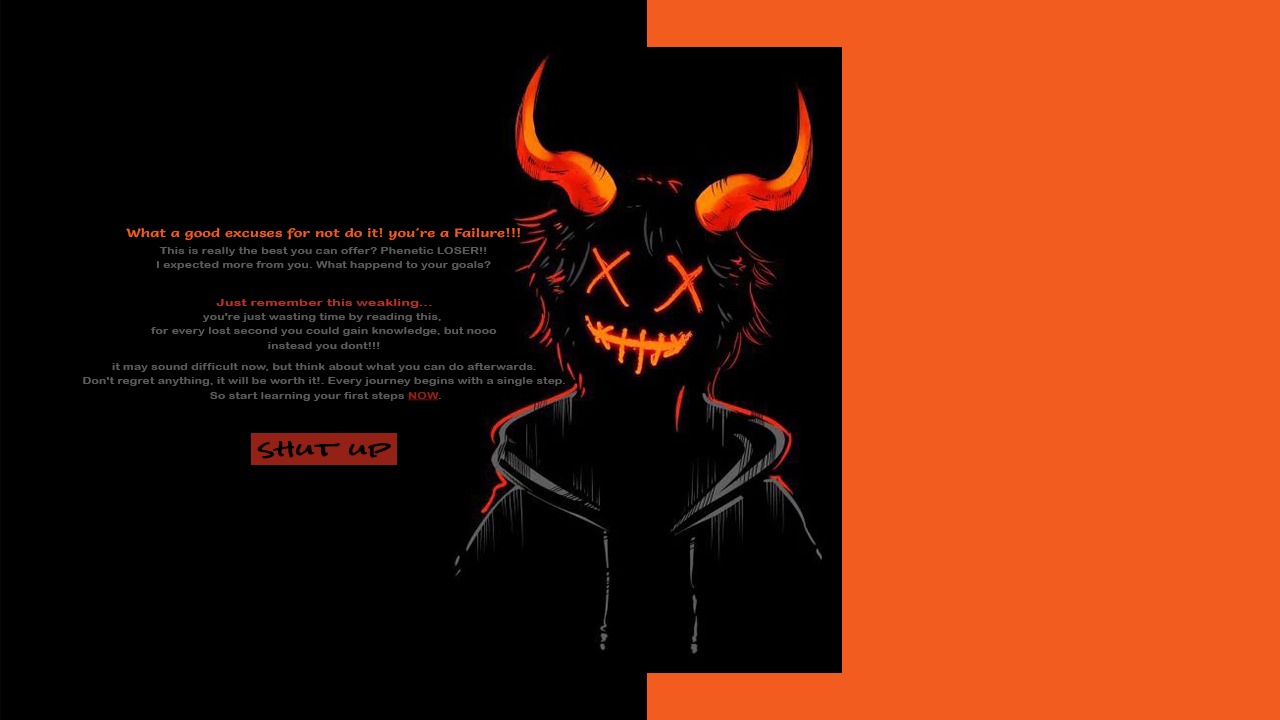 What a good excuses for not do it! you're a Failure!!!
This is really the best you can offer? Phenetic LOSER!!
I expected more from you. What happend to your goals?
Just remember this weakling...
you're just wasting time by reading this,
for every lost second you could gain knowledge, but nooo
instead you dont!!!
it may sound difficult now, but think about what you can do afterwards.
Don't regret anything, it will be worth it!. Every journey begins with a single step.
So start learning your first steps NOW.
SHUT UP